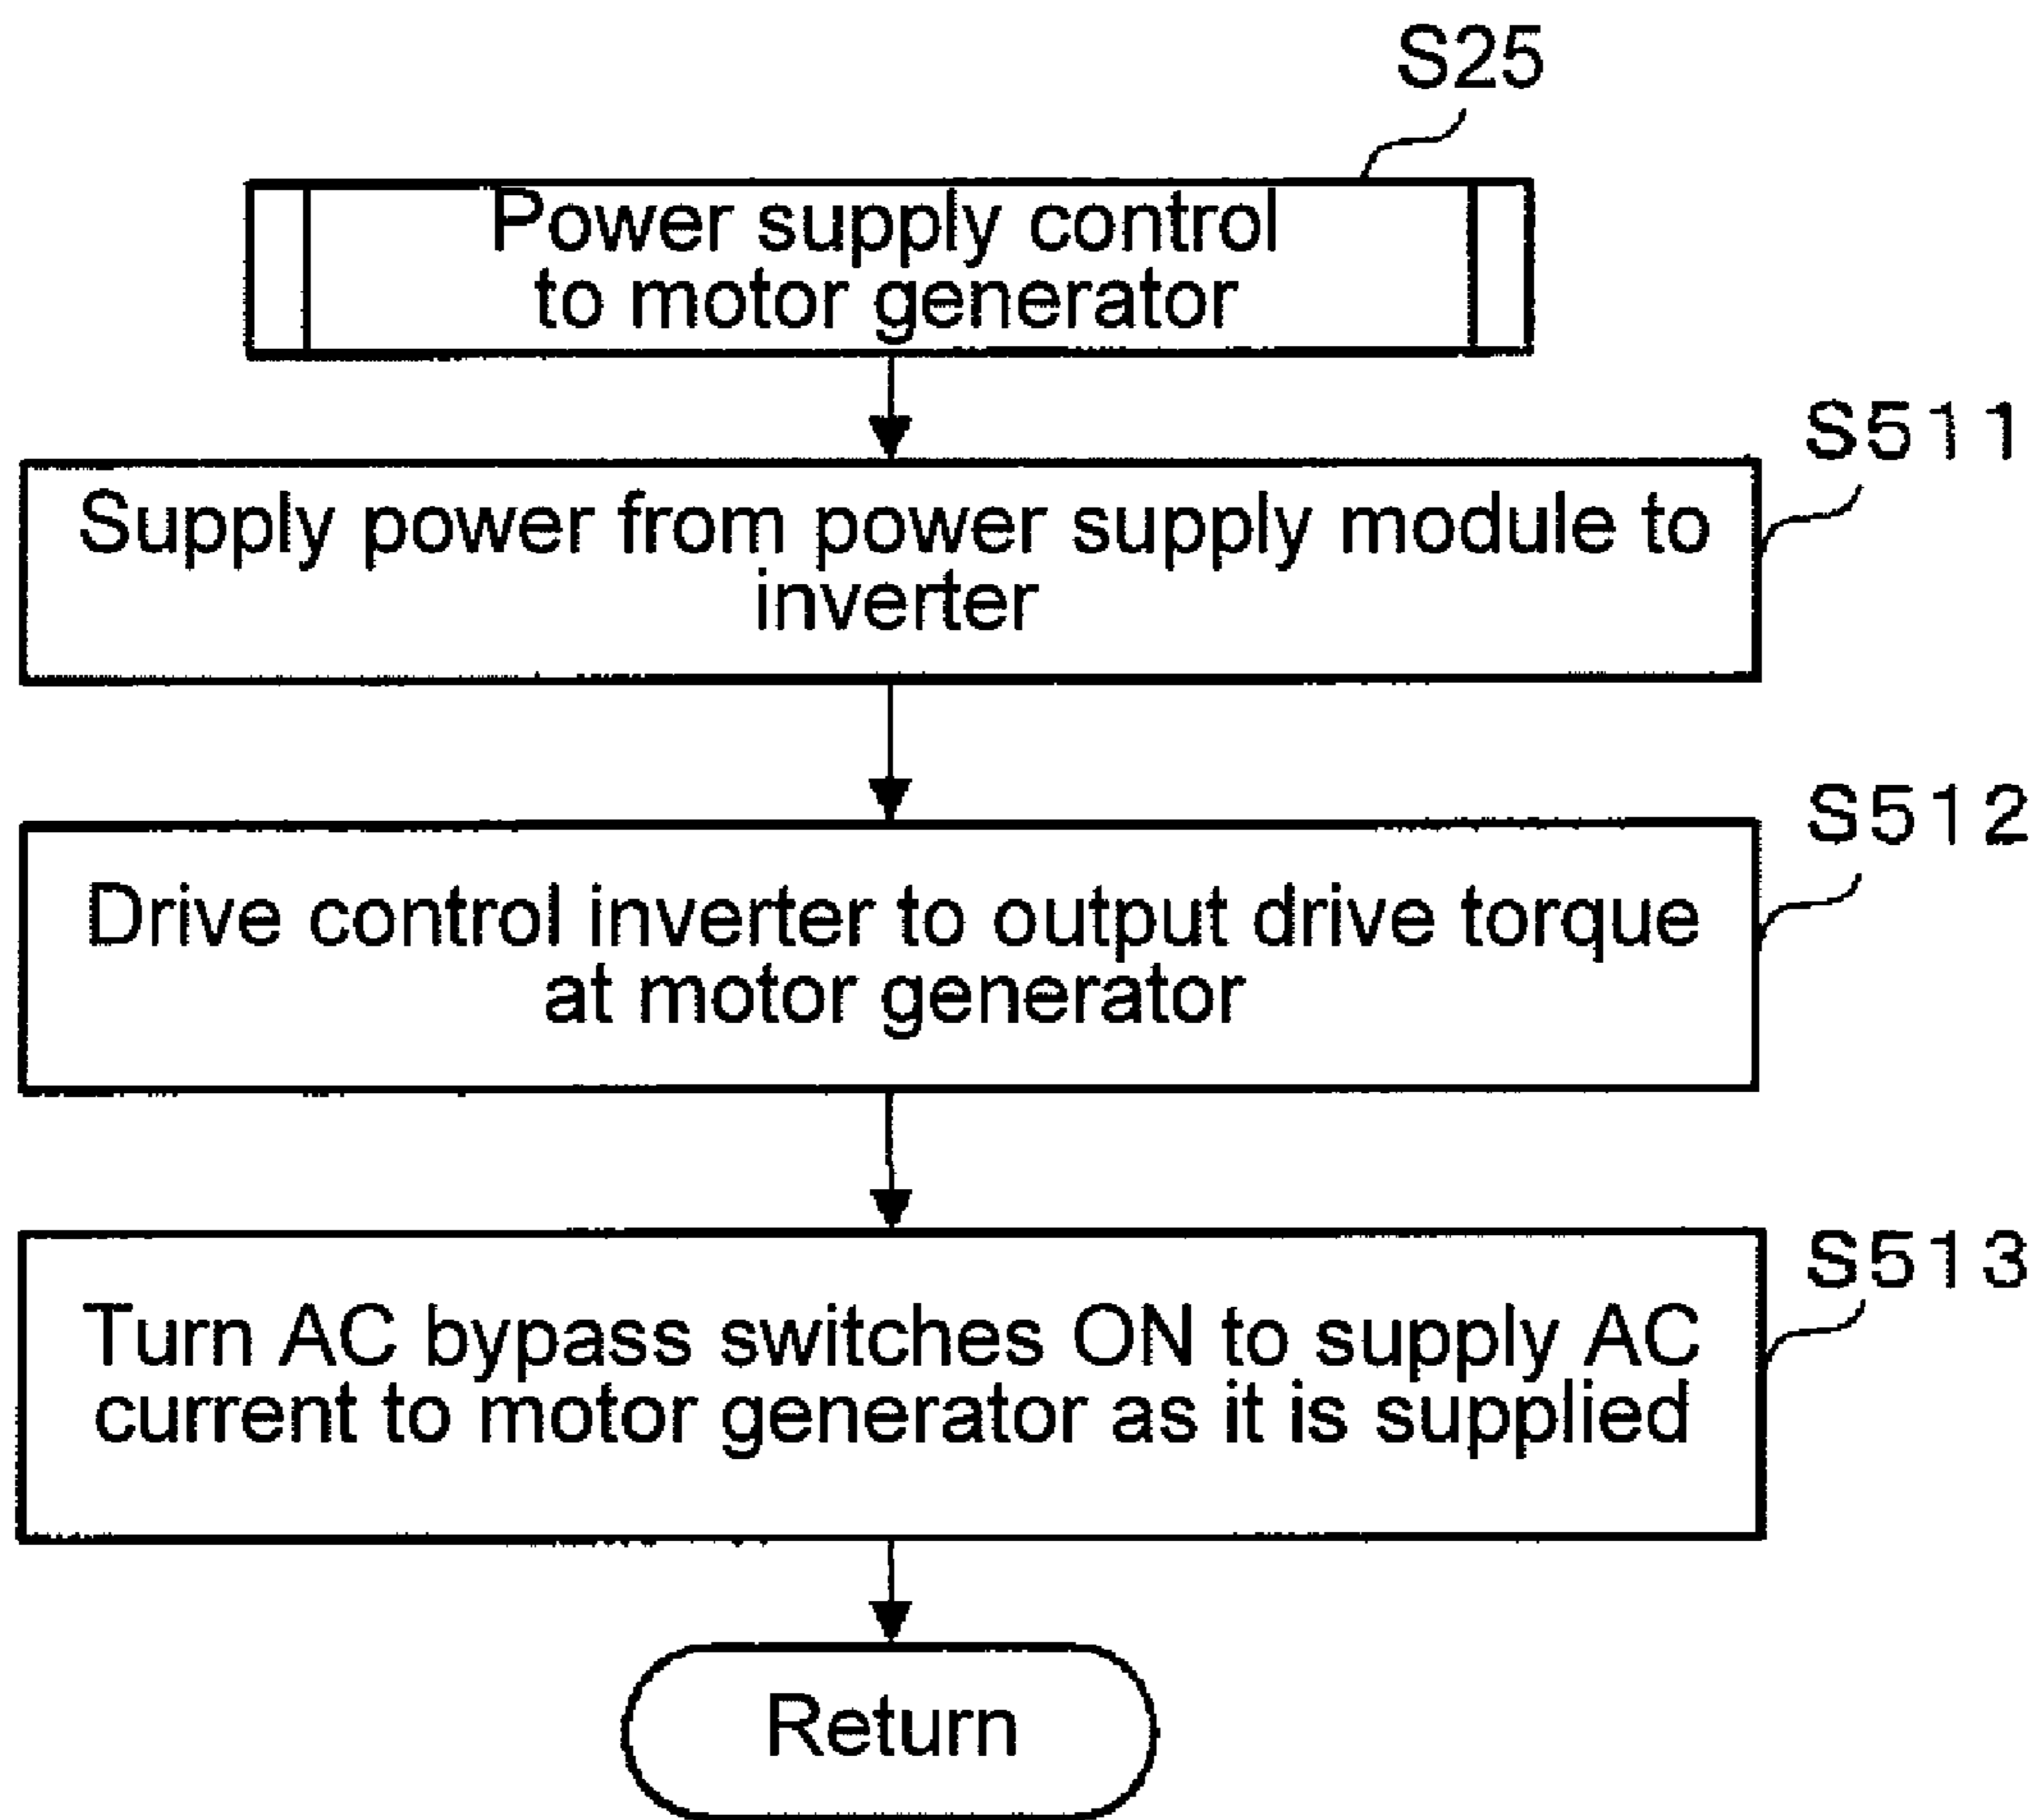 S25
Power supply control
to motor generator
S511
Supply power from power supply module to
inverter
S512
Drive control inverter to output drive torque
at motor generator
S513
Turn AC bypass switches ON to supply AC
current to motor generator as it is supplied
Return